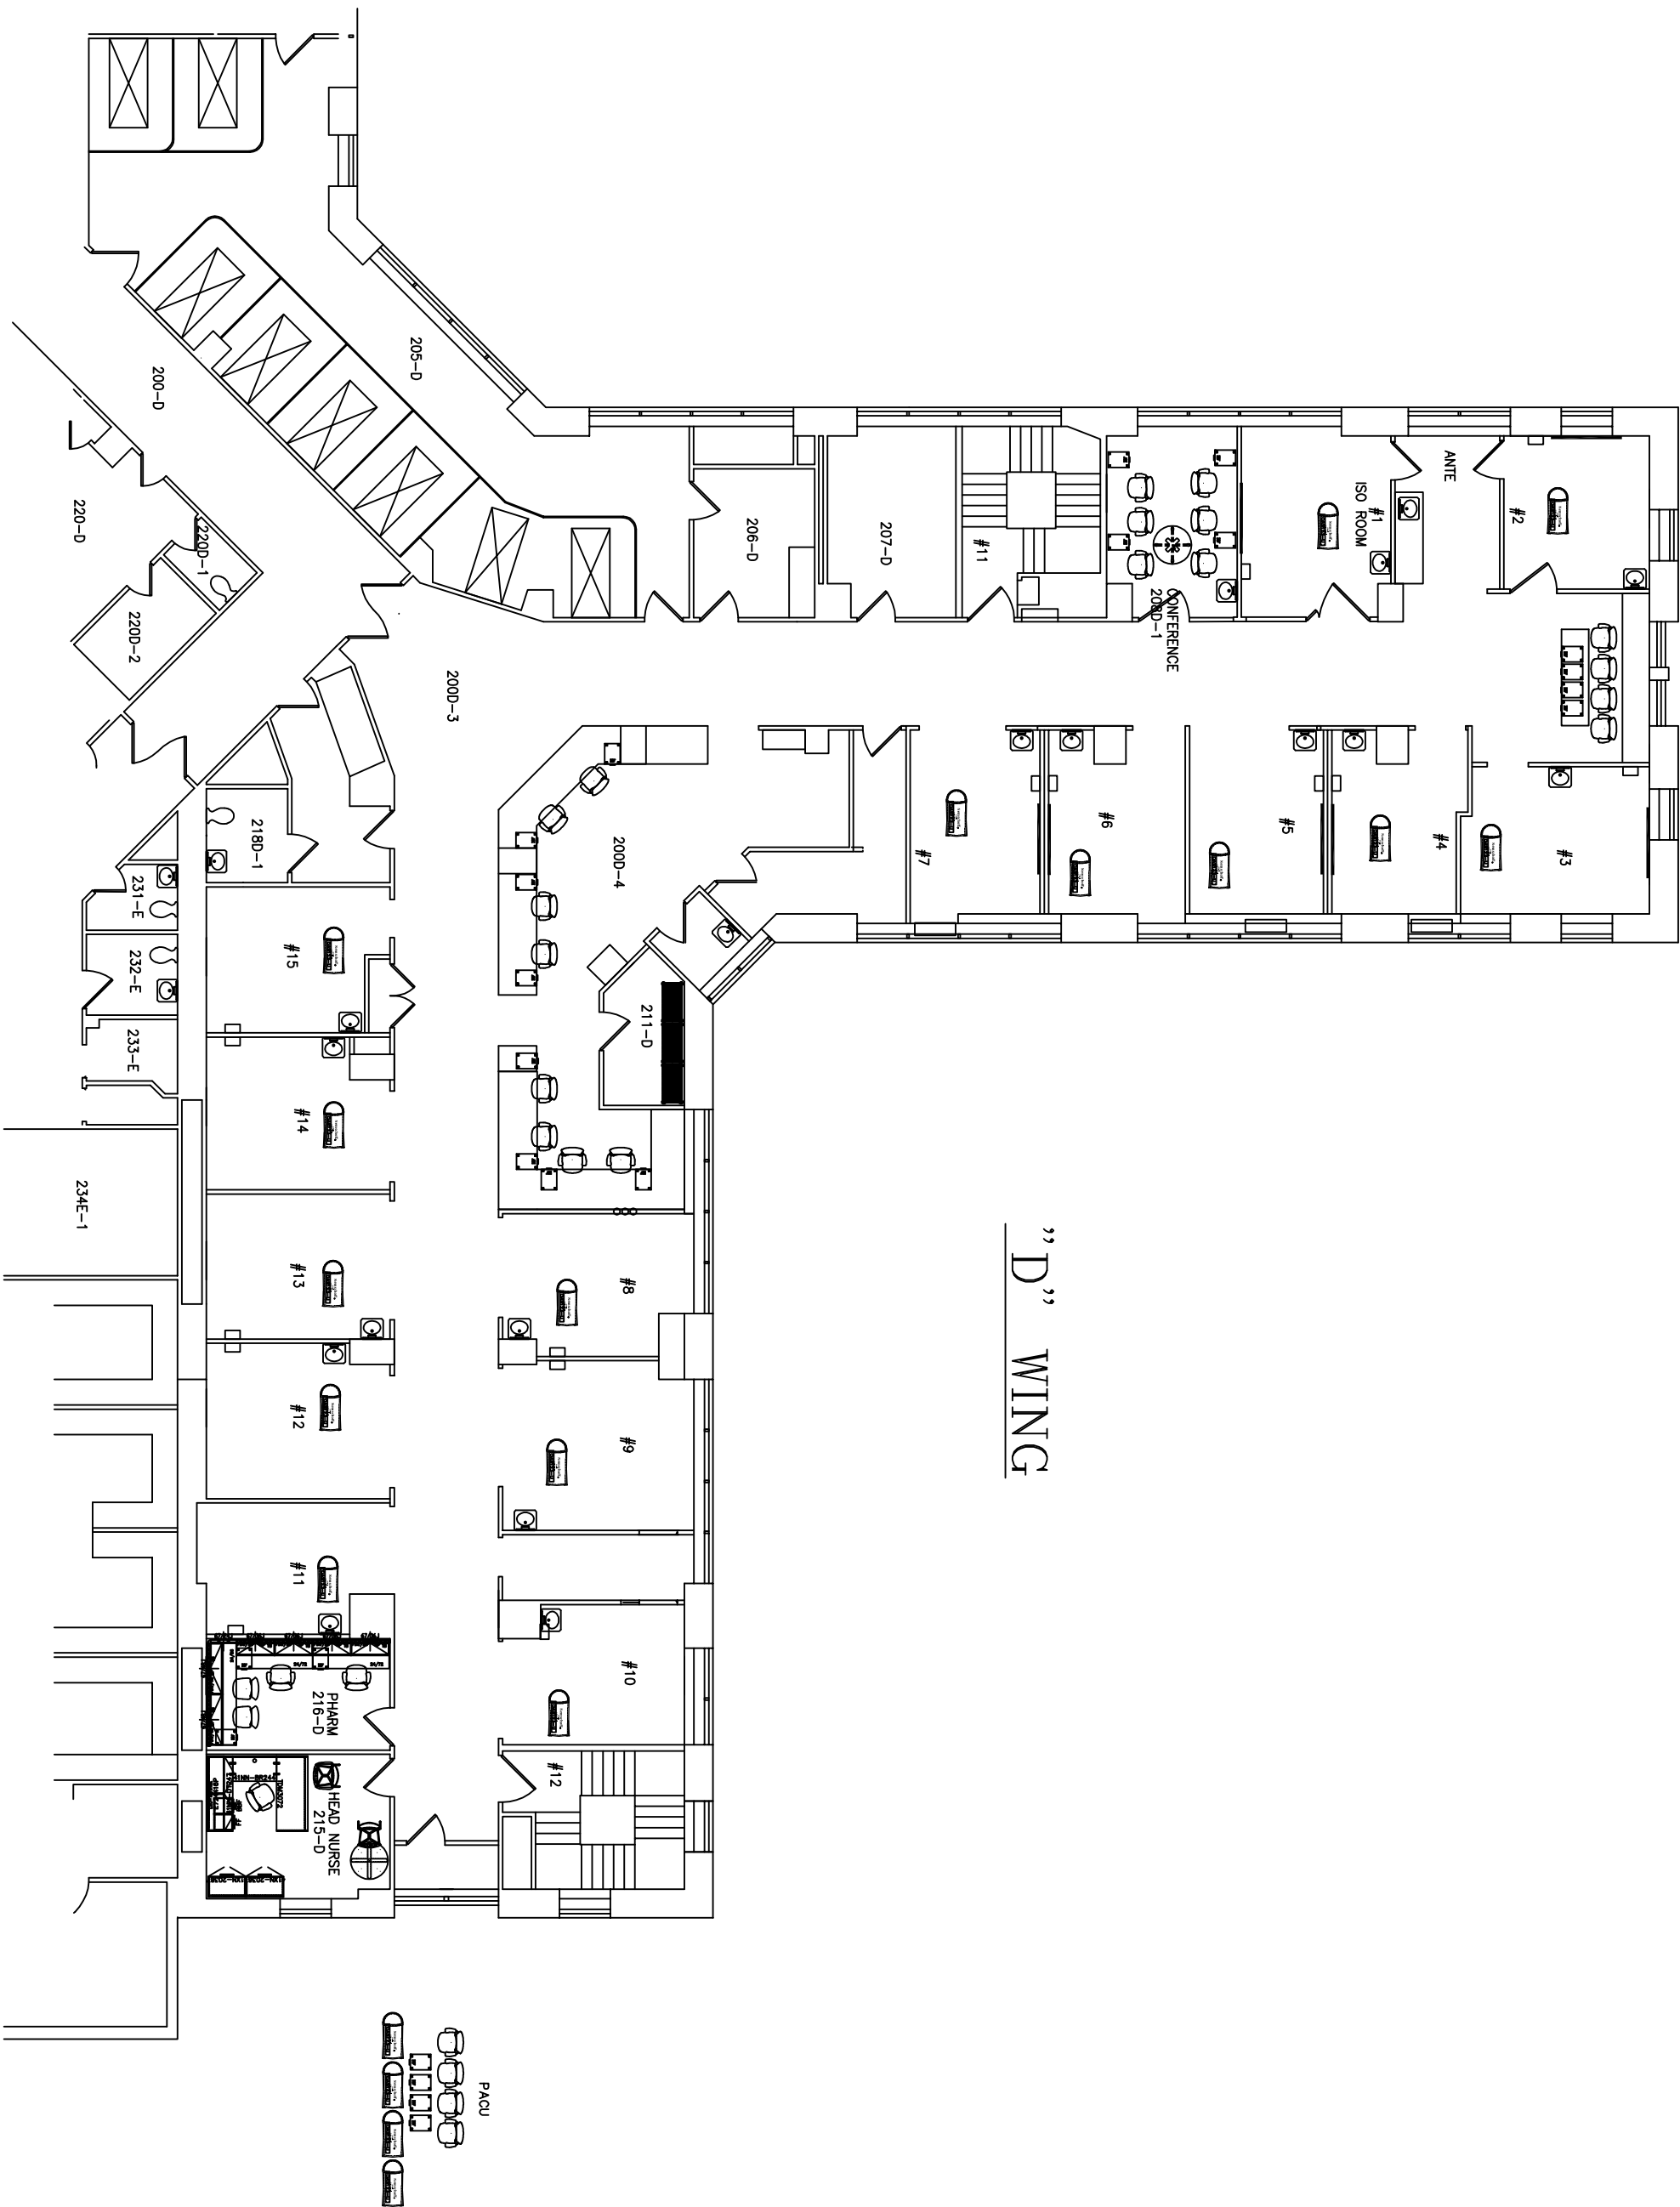 "D" WING
#2
ANTE
#1
ISO ROOM
CONFERENCE
208D-1
#11
207-D
206-D
205-D
200-D
220-D
220D-1
220D-2
200D-3
200D-4
#3
#4
#5
#6
#7
211-D
218D-1
231-E
232-E
233-E
234E-1
#15
#14
#13
#12
#11
#8
#9
#10
#12
PHARM
216-D
HEAD NURSE
215-D
TDM3072
PACU